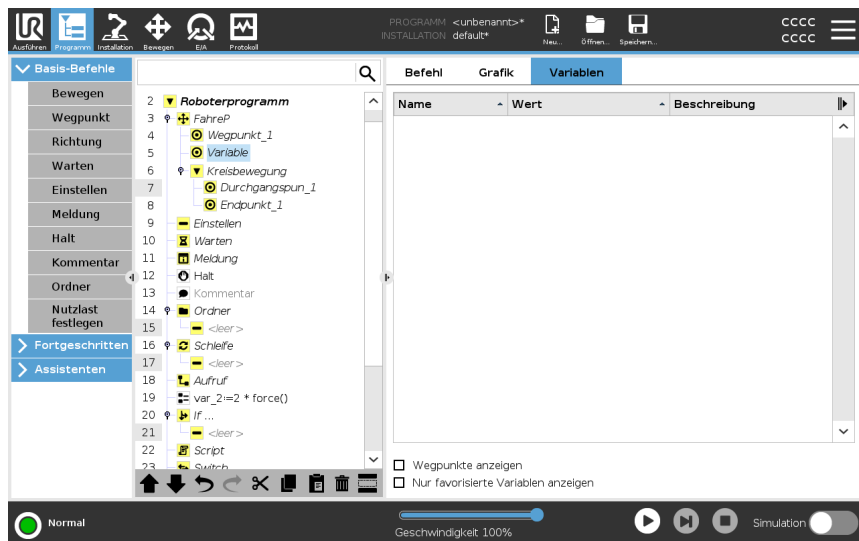 PROGRAMM <unbenannt>*
INSTALLATION default*
Ausführen Programm Installation Bewegen E/A Protokoll Neu... Öffnen... Speichern...
CCCC
CCCC
Basis-Befehle
Bewegen
Wegpunkt
Richtung
Warten
Einstellen
Meldung
Halt
Kommentar
Ordner
Nutzlast
festlegen
Fortgeschritten
Assistenten
2 Roboterprogramm
3 FahreP
4 Wegpunkt_1
5 Variable
6 Kreisbewegung
7 Durchgangspun_1
8 Endpunkt_1
9 Einstellen
10 Warten
11 Meldung
12 Halt
13 Kommentar
14 Ordner
15 <leer>
16 Schleife
17 <leer>
18 Aufruf
19 var_2:=2 * force()
20 If ...
21 <leer>
22 Script
23 Switch
Befehl Grafik Variablen
Name Wert Beschreibung
Wegpunkte anzeigen
Nur favorisierte Variablen anzeigen
Normal
Geschwindigkeit 100%
Simulation